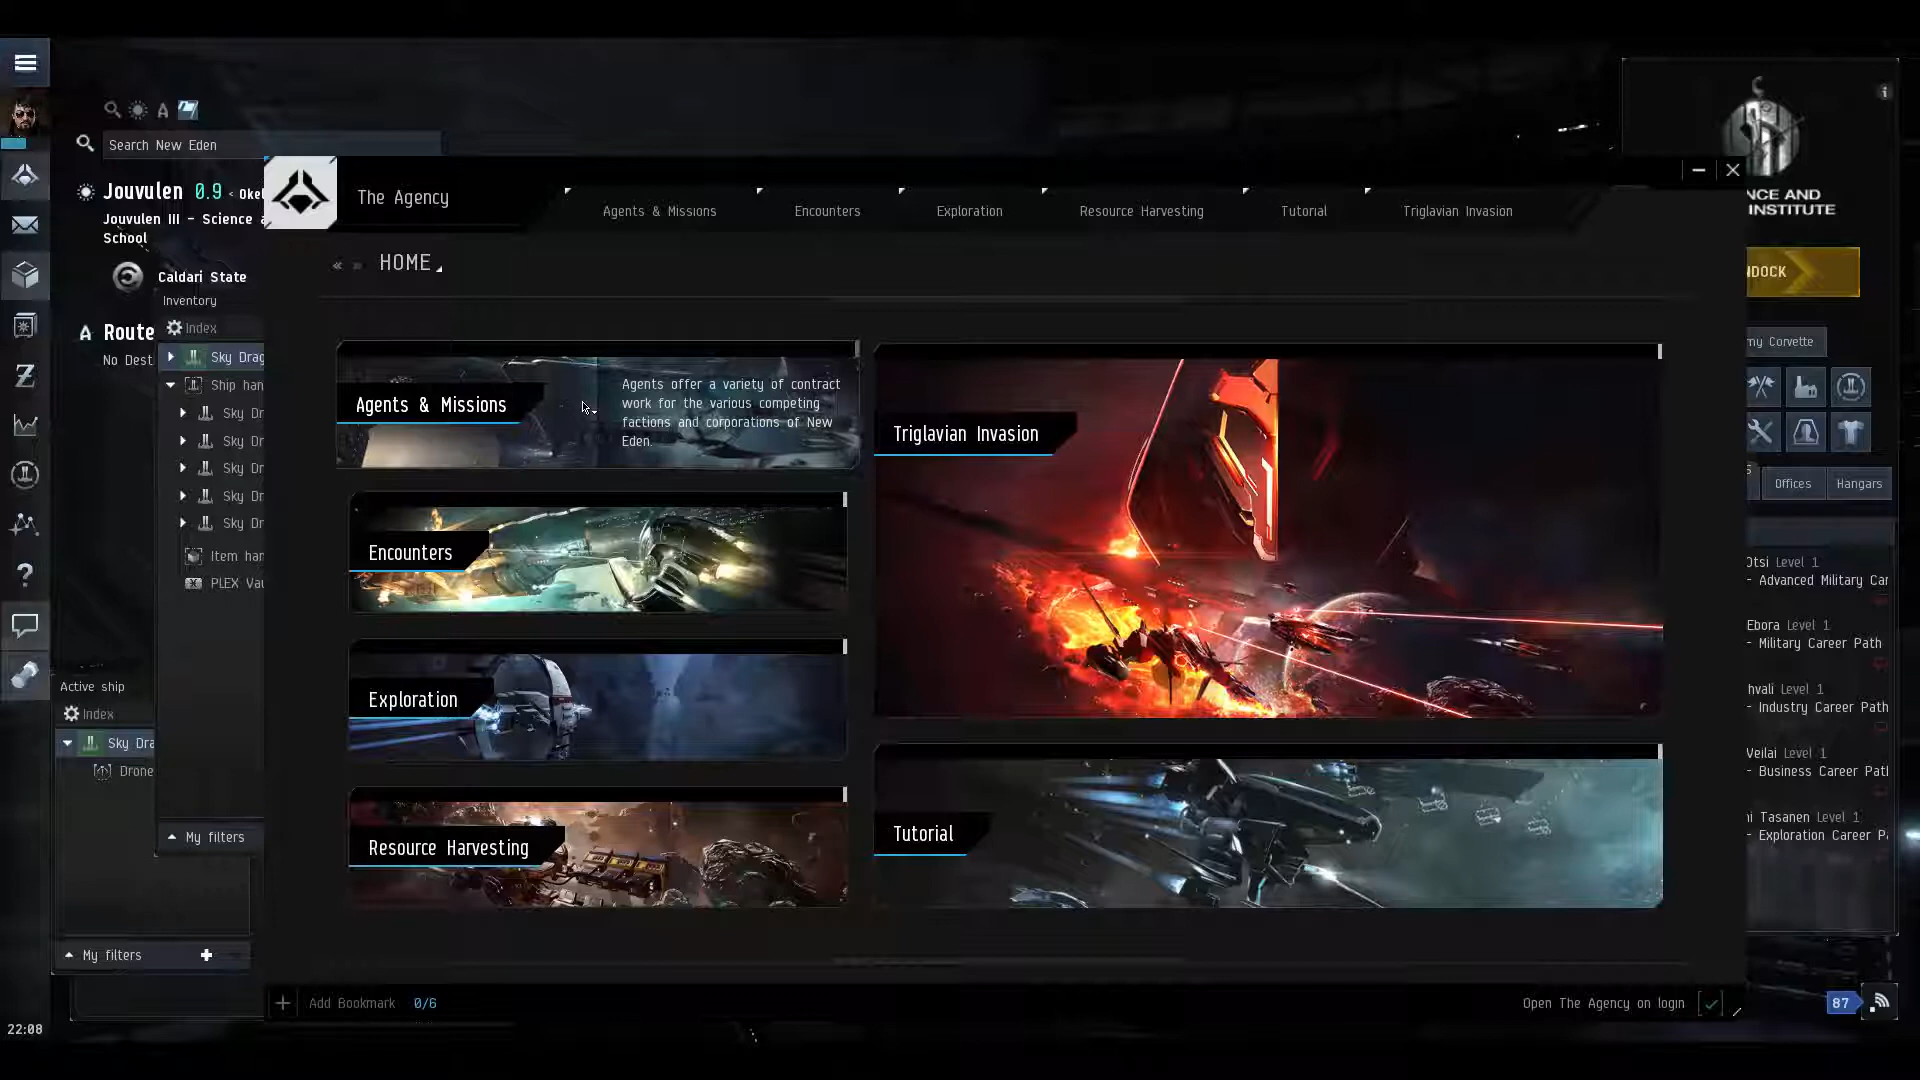 Search New Eden
Jouvulen 0.9 < Okel
Jouvulen III - Science a
School
Caldari State
Inventory
Index
Route
No Dest
Sky Drag
Ship han
Sky Dr
Sky Dr
Sky Dr
Sky Dr
Sky Dr
Item han
PLEX Vau
My filters
Active ship
Index
Sky Dra
Drone
My filters
22:08
The Agency
Agents & Missions
Encounters
Exploration
Resource Harvesting
Tutorial
Triglavian Invasion
HOME
Agents & Missions
Agents offer a variety of contract
work for the various competing
factions and corporations of New
Eden.
Encounters
Exploration
Resource Harvesting
Triglavian Invasion
Tutorial
Add Bookmark 0/6
Open The Agency on login
NCE AND
INSTITUTE
NDOCK
my Corvette
Offices
Hangars
Otsi Level 1
- Advanced Military Car
Ebora Level 1
- Military Career Path
hvali Level 1
- Industry Career Path
Veilai Level 1
- Business Career Path
i Tasanen Level 1
- Exploration Career P
87